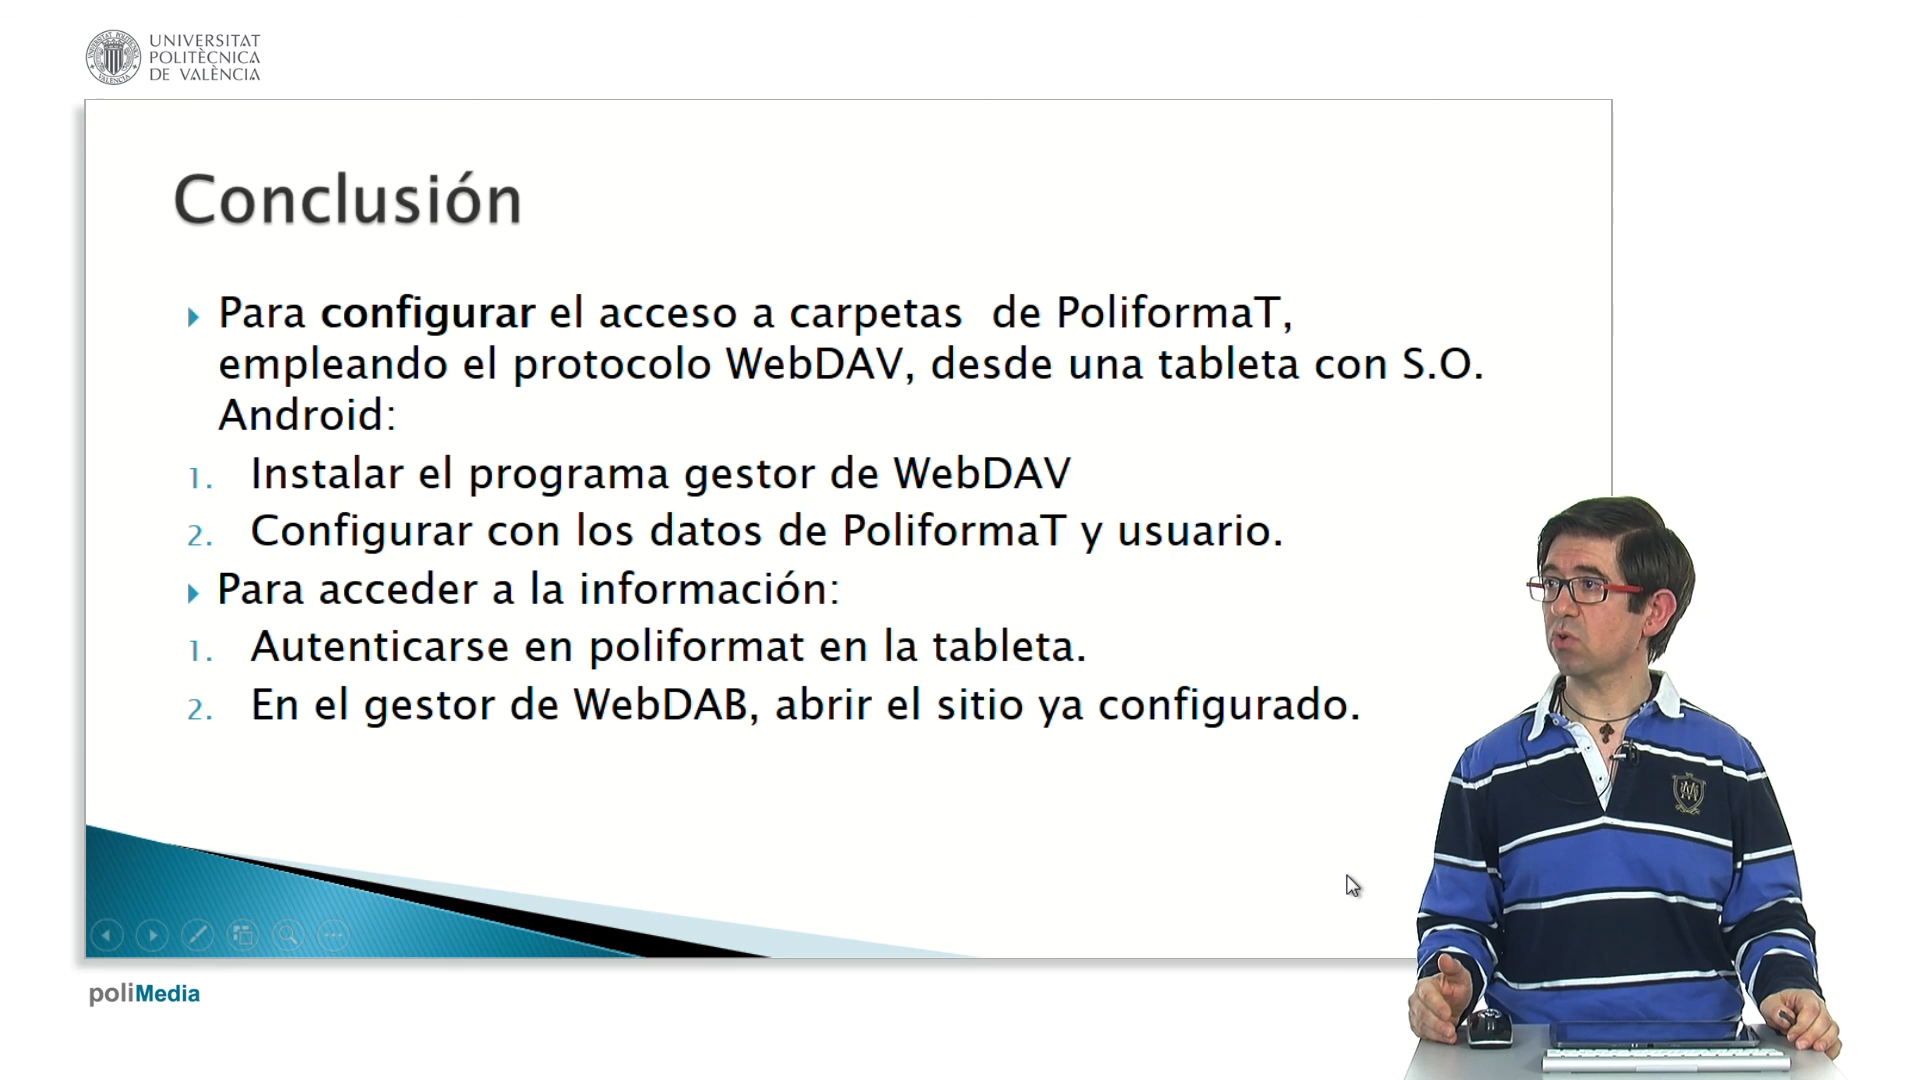 UNIVERSITAT
POLITÈCNICA
DE VALÈNCIA
Conclusión
Para configurar el acceso a carpetas de PoliformaT,
empleando el protocolo WebDAV, desde una tableta con S.O.
Android:
1. Instalar el programa gestor de WebDAV
2. Configurar con los datos de PoliformaT y usuario.
Para acceder a la información:
1. Autenticarse en poliformat en la tableta.
2. En el gestor de WebDAB, abrir el sitio ya configurado.
poliMedia